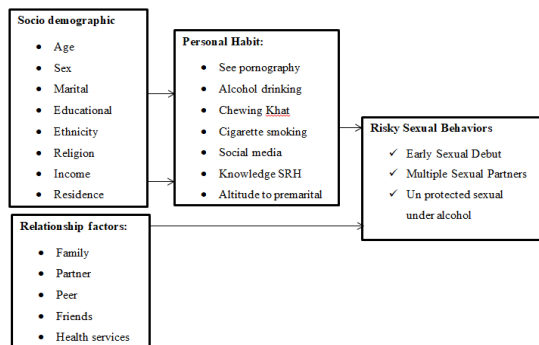 Socio demographic
Age
Sex
Marital
Educational
Ethnicity
Religion
Income
Residence
Personal Habit:
See pornography
Alcohol drinking
Chewing Khat
Cigarette smoking
Social media
Knowledge SRH
Altitude to premarital
Risky Sexual Behaviors
Early Sexual Debut
Multiple Sexual Partners
Un protected sexual
under alcohol
Relationship factors:
Family
Partner
Peer
Friends
Health services